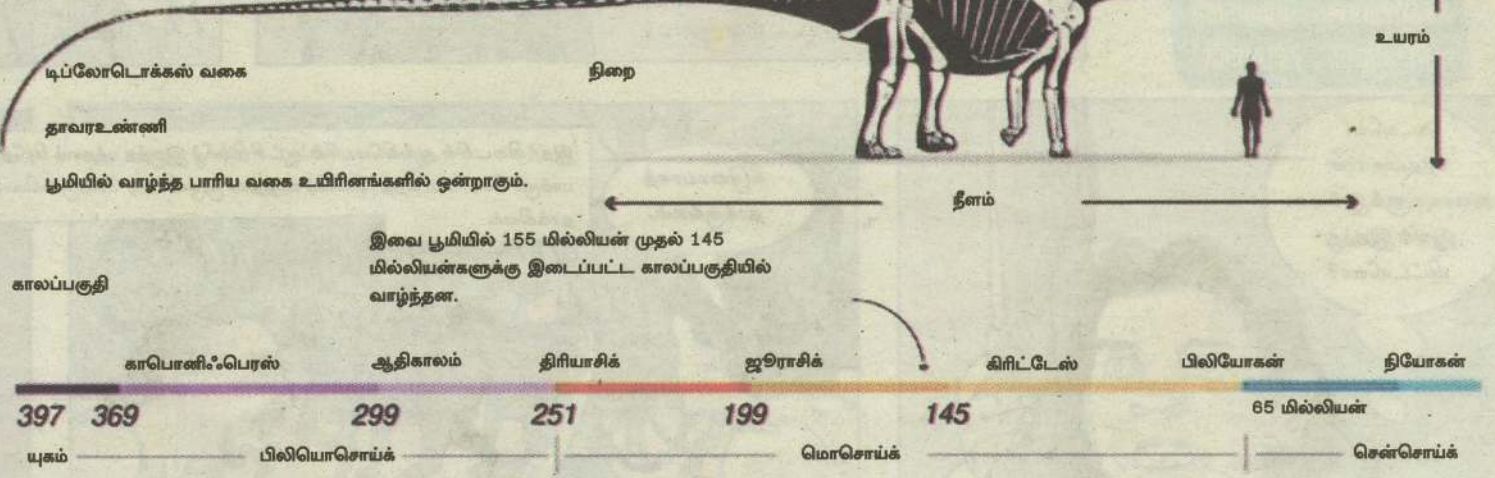 உயரம்
டிப்லோடொக்கஸ் வகை
நிறை
தாவரஉண்ணி
பூமியில் வாழ்ந்த பாரிய வகை உயிரினங்களில் ஒன்றாகும்.
நீளம்
இவை பூமியில் 155 மில்லியன் முதல் 145
மில்லியன்களுக்கு இடைப்பட்ட காலப்பகுதியில்
வாழ்ந்தன.
காலப்பகுதி
காபொனிஃபெரஸ் ஆதிகாலம் திரியாசிக் ஜூராசிக் கிரிட்டேஸ் பிலியோகன் நியோகன்
397 369 299 251 199 145 65 மில்லியன்
யுகம் பிலியொசொய்க் மொசொய்க் சென்சொய்க்